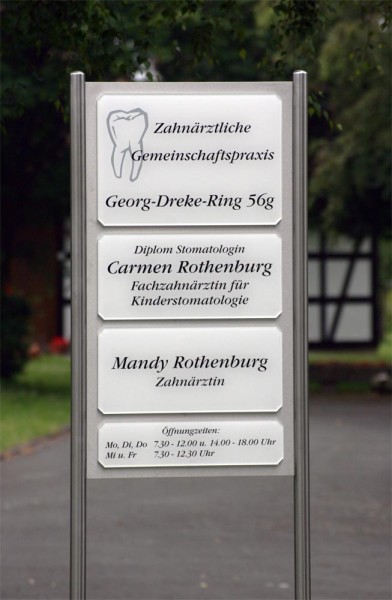 Zahnärztliche
Gemeinschaftspraxis
Georg-Dreke-Ring 56g
Diplom Stomatologin
Carmen Rothenburg
Fachzahnärztin für
Kinderstomatologie
Mandy Rothenburg
Zahnärztin
Öffnungzeiten:
Mo, Di, Do 7.30 - 12.00 u. 14.00 - 18.00 Uhr
Mi u. Fr 7.30 - 12.30 Uhr